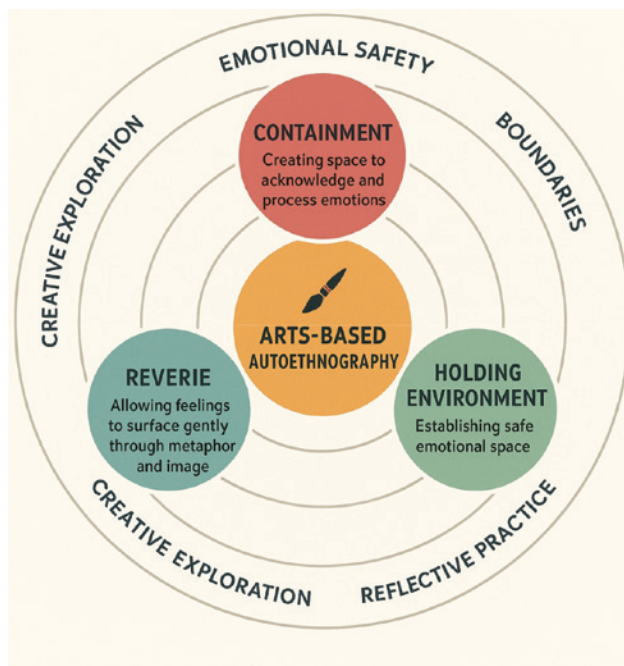 EMOTIONAL SAFETY
CREATIVE EXPLORATION
BOUNDARIES
CONTAINMENT
Creating space to
acknowledge and
process emotions
ARTS-BASED
AUTOETHNOGRAPHY
REVERIE
Allowing feelings
to surface gently
through metaphor
and image
HOLDING
ENVIRONMENT
Establishing safe
emotional space
CREATIVE EXPLORATION
REFLECTIVE PRACTICE